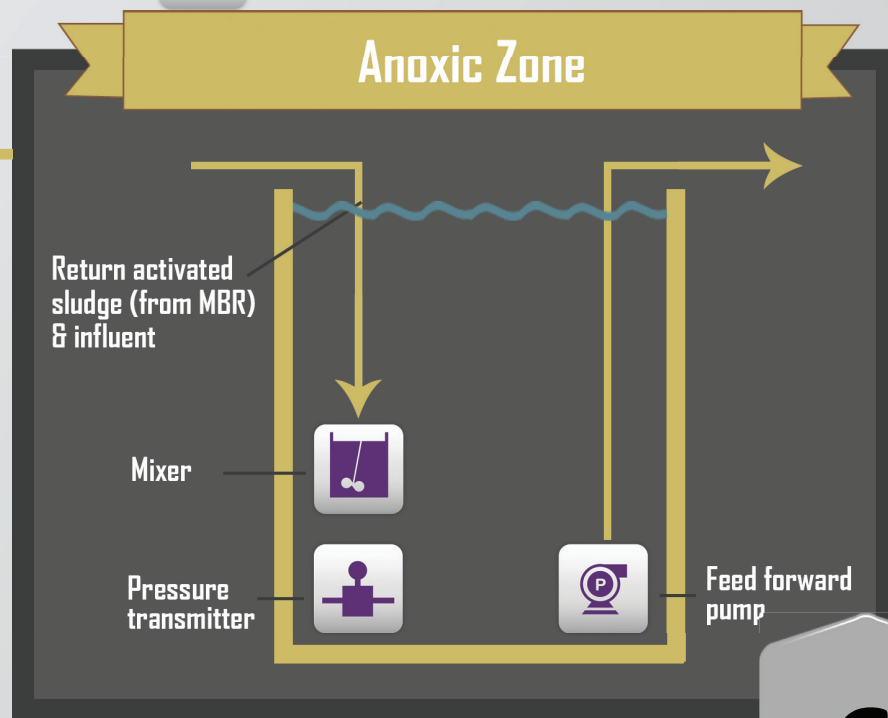 Anoxic Zone
Return activated
sludge (from MBR)
& influent
Mixer
Pressure
transmitter
P
Feed forward
pump